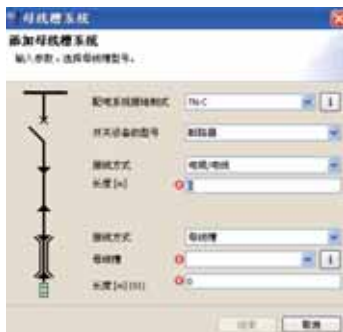 母线槽系统
添加母线槽系统
输入参数，选择母线槽型号。
配电系统接地制式 TN-C
开关设备的型号 断路器
接线方式 电缆/电线
长度 [m]
接线方式 母线槽
母线槽
长度 [m] (S1) 0
结束 取消